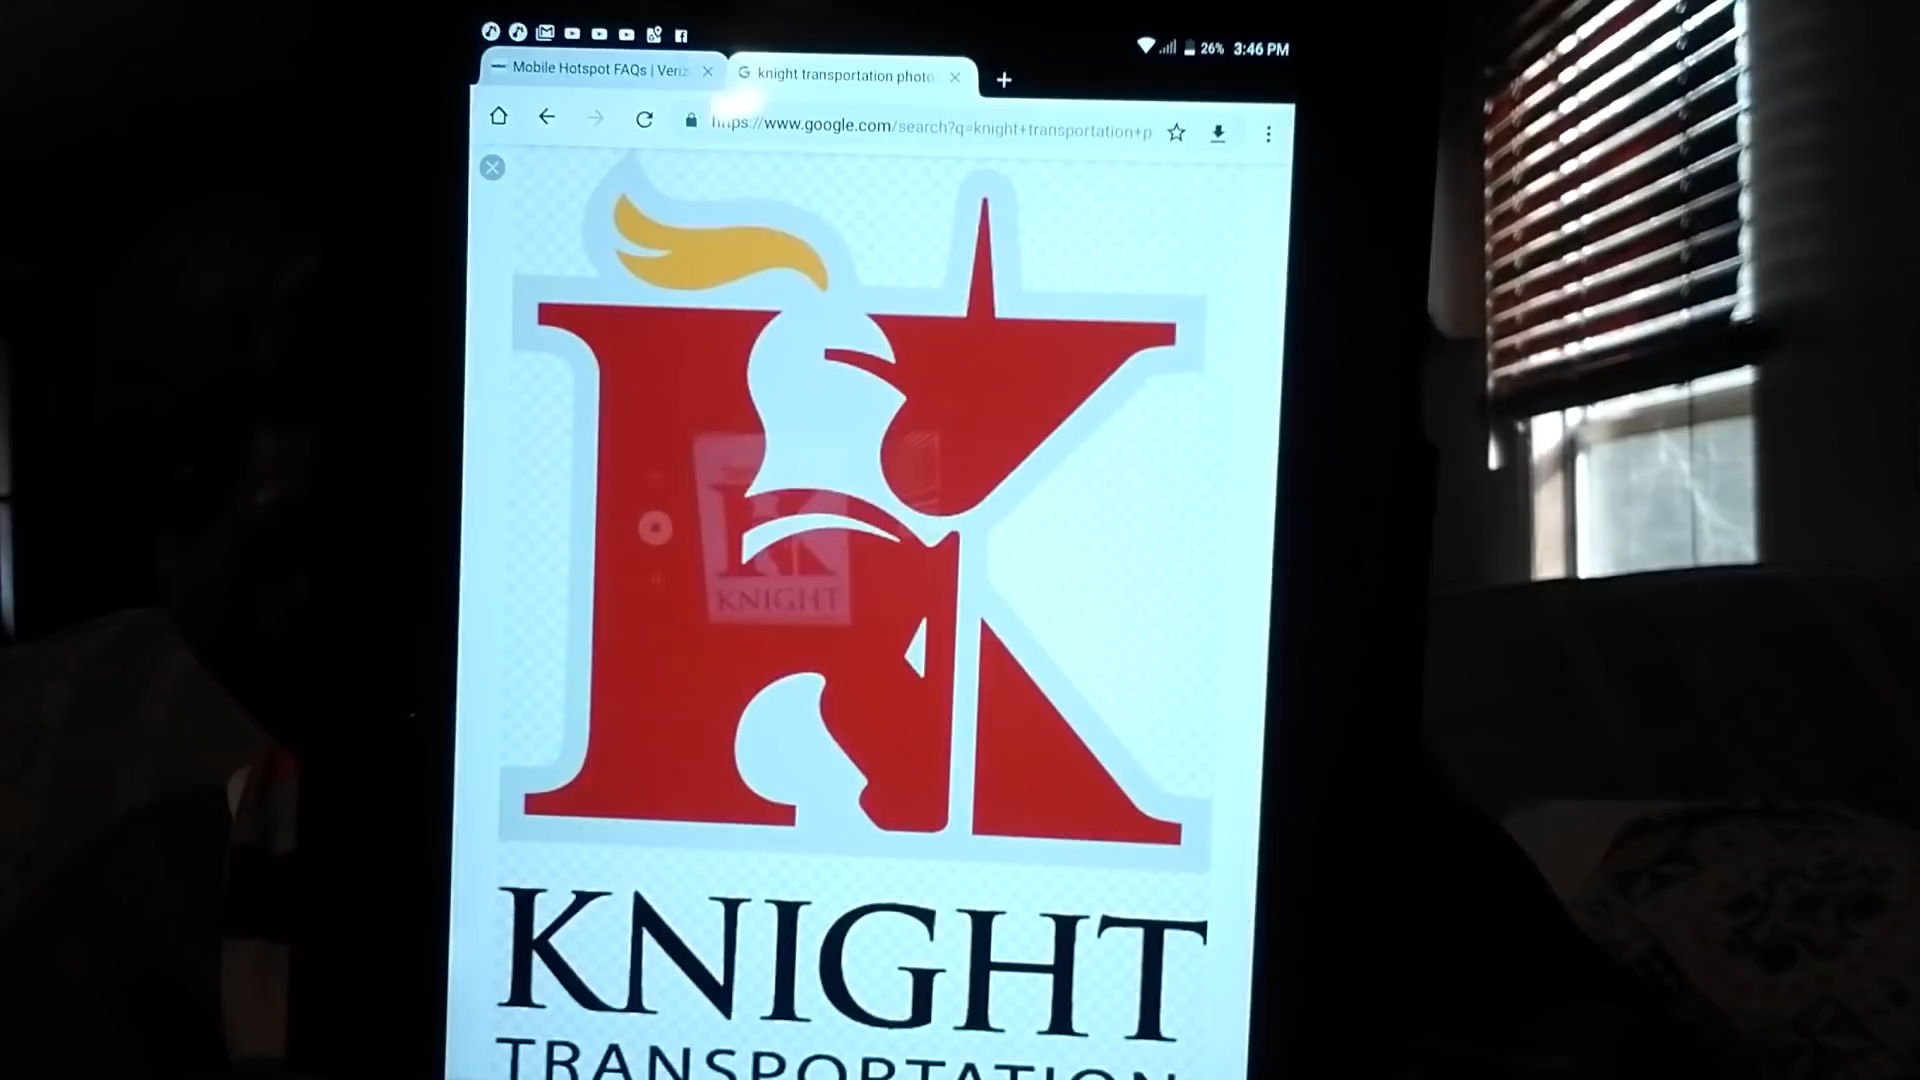 26% 3:46 PM
Mobile Hotspot FAQs | Veriz
knight transportation photo
https://www.google.com/search?q=knight+transportation+p
K
KNIGHT
KNIGHT
TRANSPORTATION